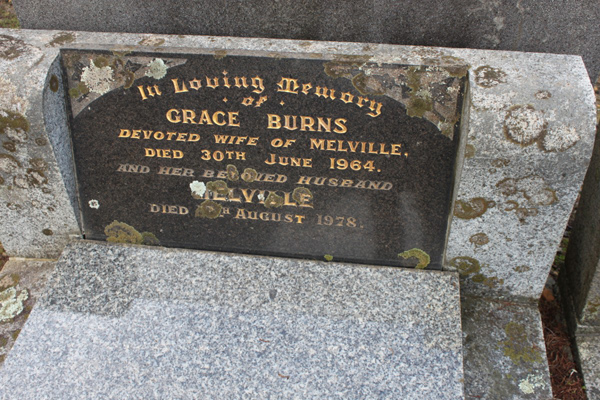 In Loving Memory
of
GRACE BURNS
DEVOTED WIFE OF MELVILLE,
DIED 30TH JUNE 1964.
AND HER BELOVED HUSBAND
MELVILLE
DIED AUGUST 1978.